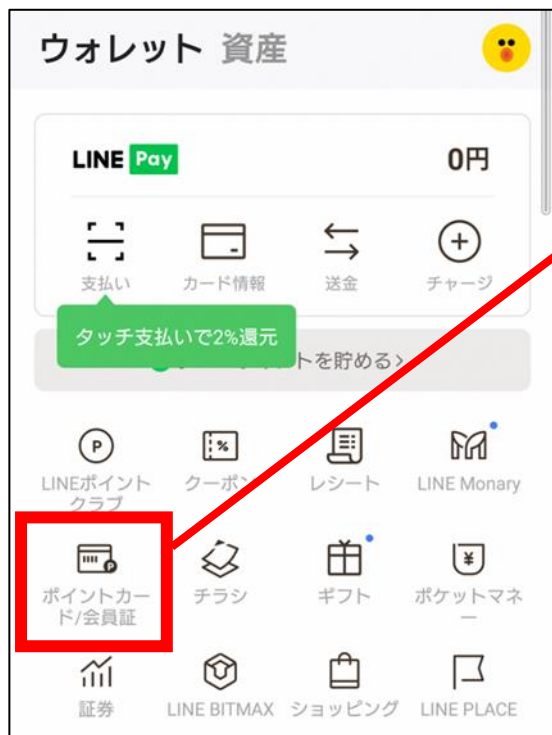 ウォレット 資産
LINE Pay 0円
支払い カード情報 送金 チャージ
タッチ支払いで2%還元
トを貯める>
LINEポイント クーポン レシート LINE Monary
クラブ
ポイントカー チラシ ギフト ポケットマネ
ド/会員証 ー
証券 LINE BITMAX ショッピング LINE PLACE